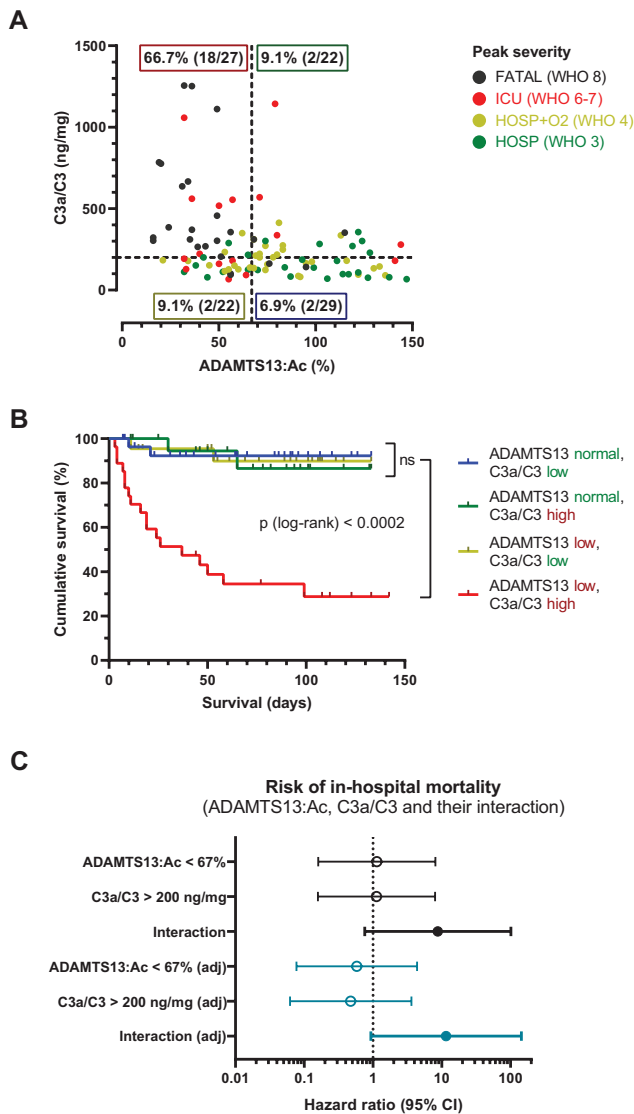 A
66.7% (18/27)
9.1% (2/22)
1500
1000
500
0
C3a/C3 (ng/mg)
9.1% (2/22)
6.9% (2/29)
0
50
100
150
ADAMTS13:Ac (%)
Peak severity
FATAL (WHO 8)
ICU (WHO 6-7)
HOSP+O2 (WHO 4)
HOSP (WHO 3)
B
100
80
60
40
20
0
Cumulative survival (%)
ns
p (log-rank) < 0.0002
0
50
100
150
Survival (days)
ADAMTS13 normal,
C3a/C3 low
ADAMTS13 normal,
C3a/C3 high
ADAMTS13 low,
C3a/C3 low
ADAMTS13 low,
C3a/C3 high
C
Risk of in-hospital mortality
(ADAMTS13:Ac, C3a/C3 and their interaction)
ADAMTS13:Ac < 67%
C3a/C3 > 200 ng/mg
Interaction
ADAMTS13:Ac < 67% (adj)
C3a/C3 > 200 ng/mg (adj)
Interaction (adj)
0.01
0.1
1
10
100
Hazard ratio (95% CI)